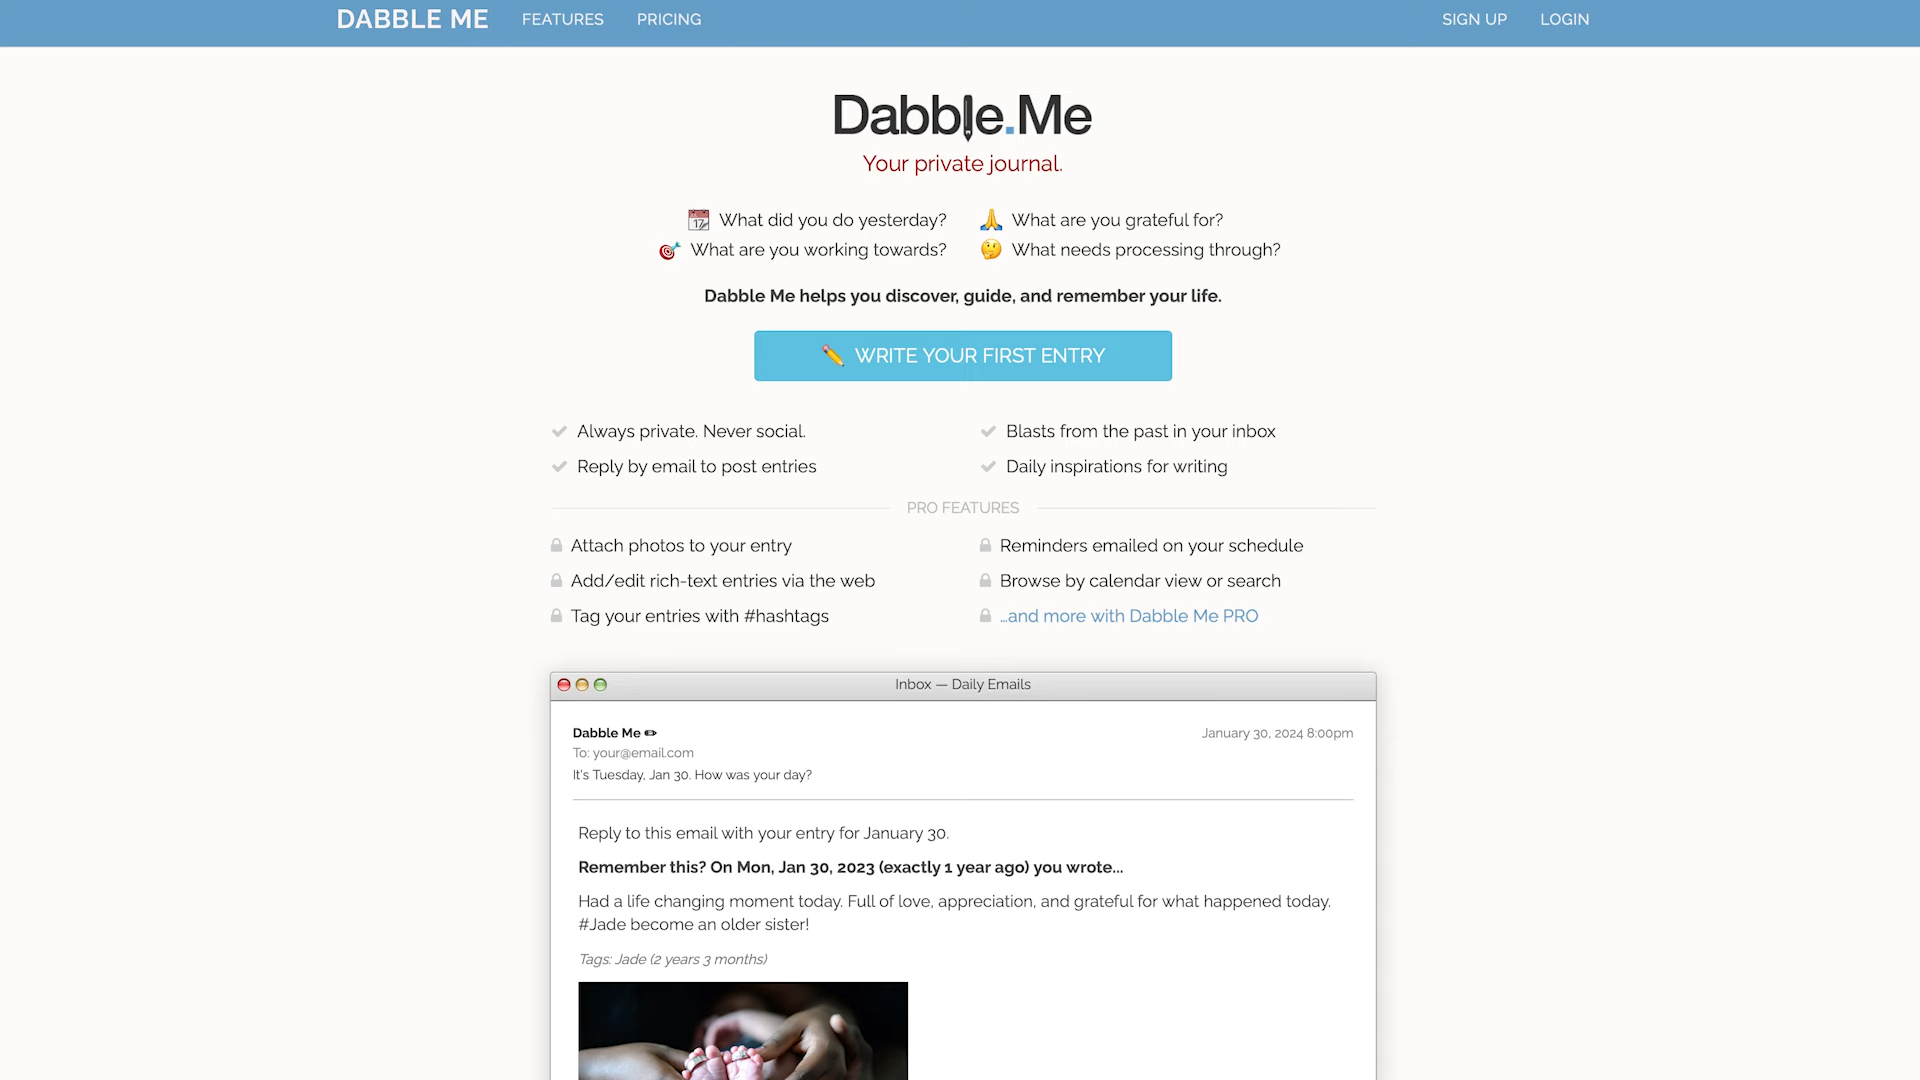 DABBLE ME FEATURES PRICING SIGN UP LOGIN
Dabble.Me
Your private journal.
What did you do yesterday? What are you grateful for?
What are you working towards? What needs processing through?
Dabble Me helps you discover, guide, and remember your life.
WRITE YOUR FIRST ENTRY
Always private. Never social. Blasts from the past in your inbox
Reply by email to post entries Daily inspirations for writing
PRO FEATURES
Attach photos to your entry Reminders emailed on your schedule
Add/edit rich-text entries via the web Browse by calendar view or search
Tag your entries with #hashtags ...and more with Dabble Me PRO
Inbox — Daily Emails
Dabble Me January 30, 2024 8:00pm
To: your@email.com
It's Tuesday, Jan 30. How was your day?
Reply to this email with your entry for January 30.
Remember this? On Mon, Jan 30, 2023 (exactly 1 year ago) you wrote...
Had a life changing moment today. Full of love, appreciation, and grateful for what happened today.
#Jade become an older sister!
Tags: Jade (2 years 3 months)